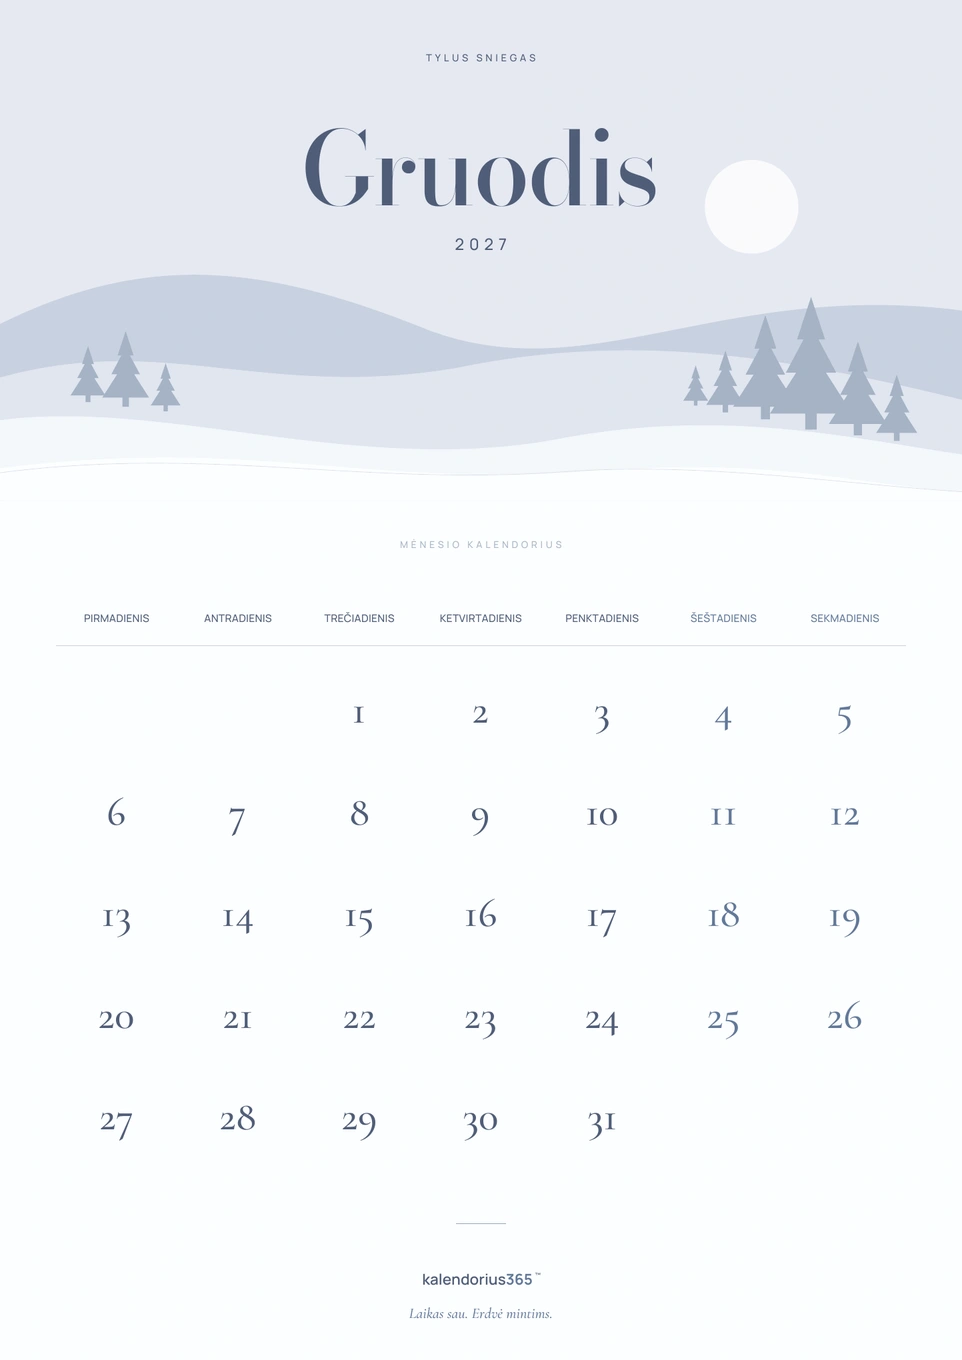 TYLUS SNIEGAS
Gruodis
2027
MĖNESIO KALENDORIUS
PIRMADIENIS ANTRADIENIS TREČIADIENIS KETVIRTADIENIS PENKTADIENIS ŠEŠTADIENIS SEKMADIENIS
1 2 3 4 5
6 7 8 9 10 11 12
13 14 15 16 17 18 19
20 21 22 23 24 25 26
27 28 29 30 31
kalendorius365™
Laikas sau. Erdvė mintims.